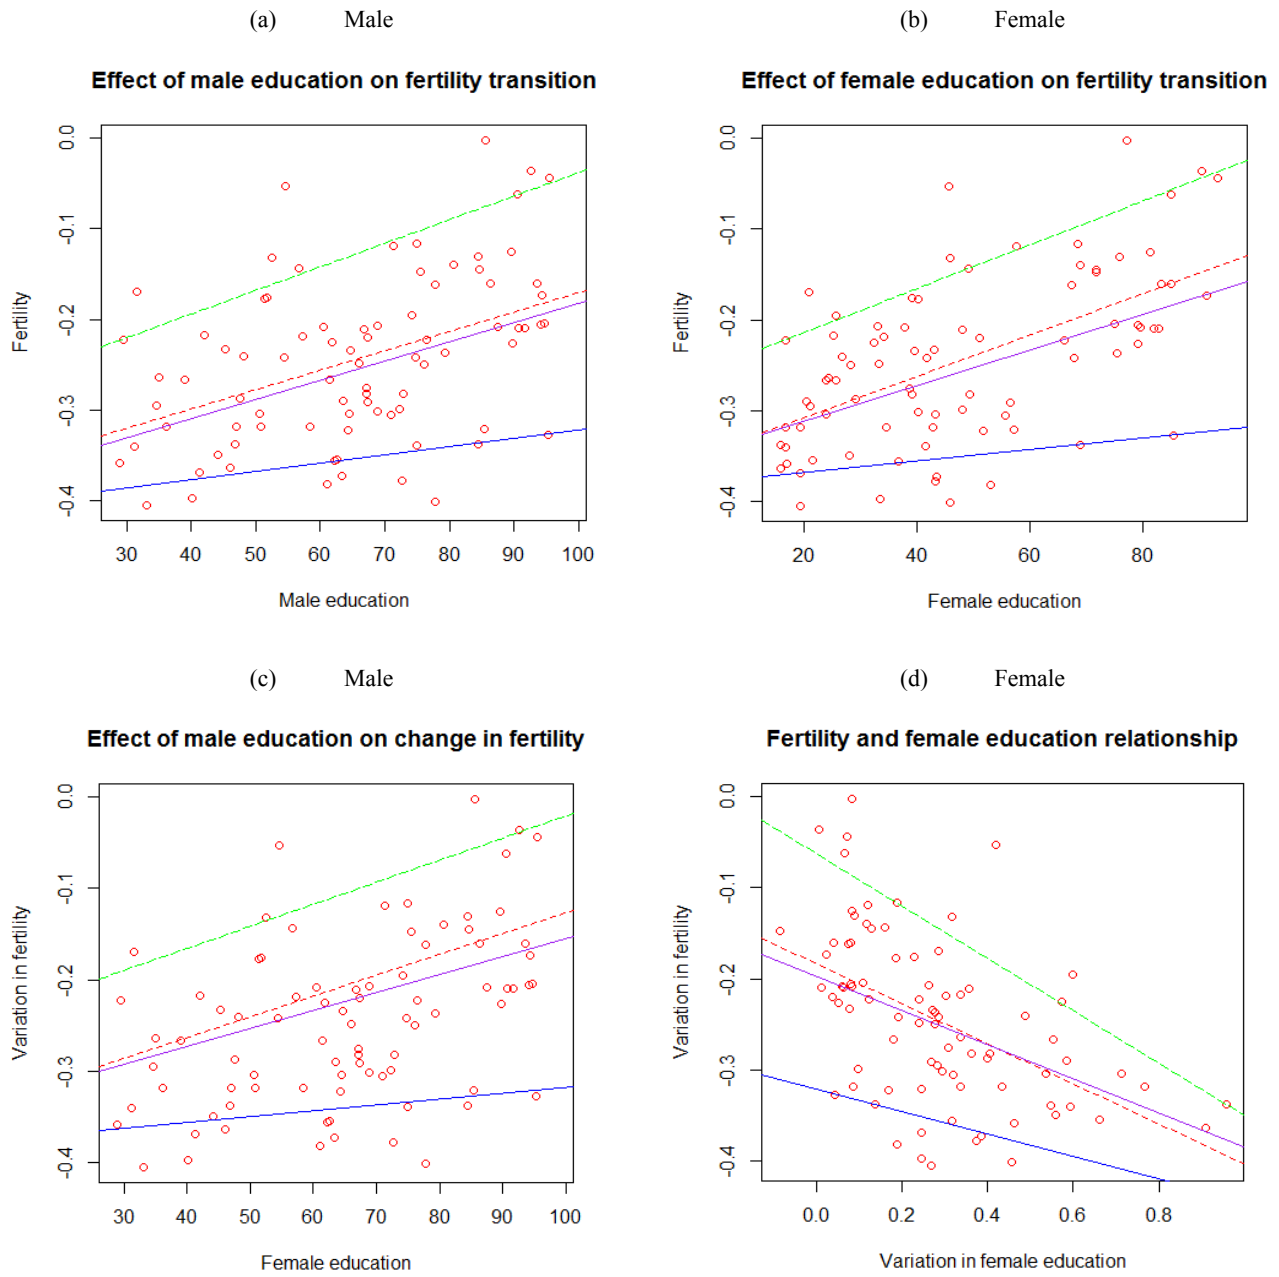 (a) Male
(b) Female
Effect of male education on fertility transition
Effect of female education on fertility transition
Fertility
0.0
-0.1
-0.2
-0.3
-0.4
30 40 50 60 70 80 90 100
Male education
Fertility
0.0
-0.1
-0.2
-0.3
-0.4
20 40 60 80
Female education
(c) Male
(d) Female
Effect of male education on change in fertility
Fertility and female education relationship
Variation in fertility
0.0
-0.1
-0.2
-0.3
-0.4
30 40 50 60 70 80 90 100
Female education
Variation in fertility
0.0
-0.1
-0.2
-0.3
-0.4
0.0 0.2 0.4 0.6 0.8
Variation in female education